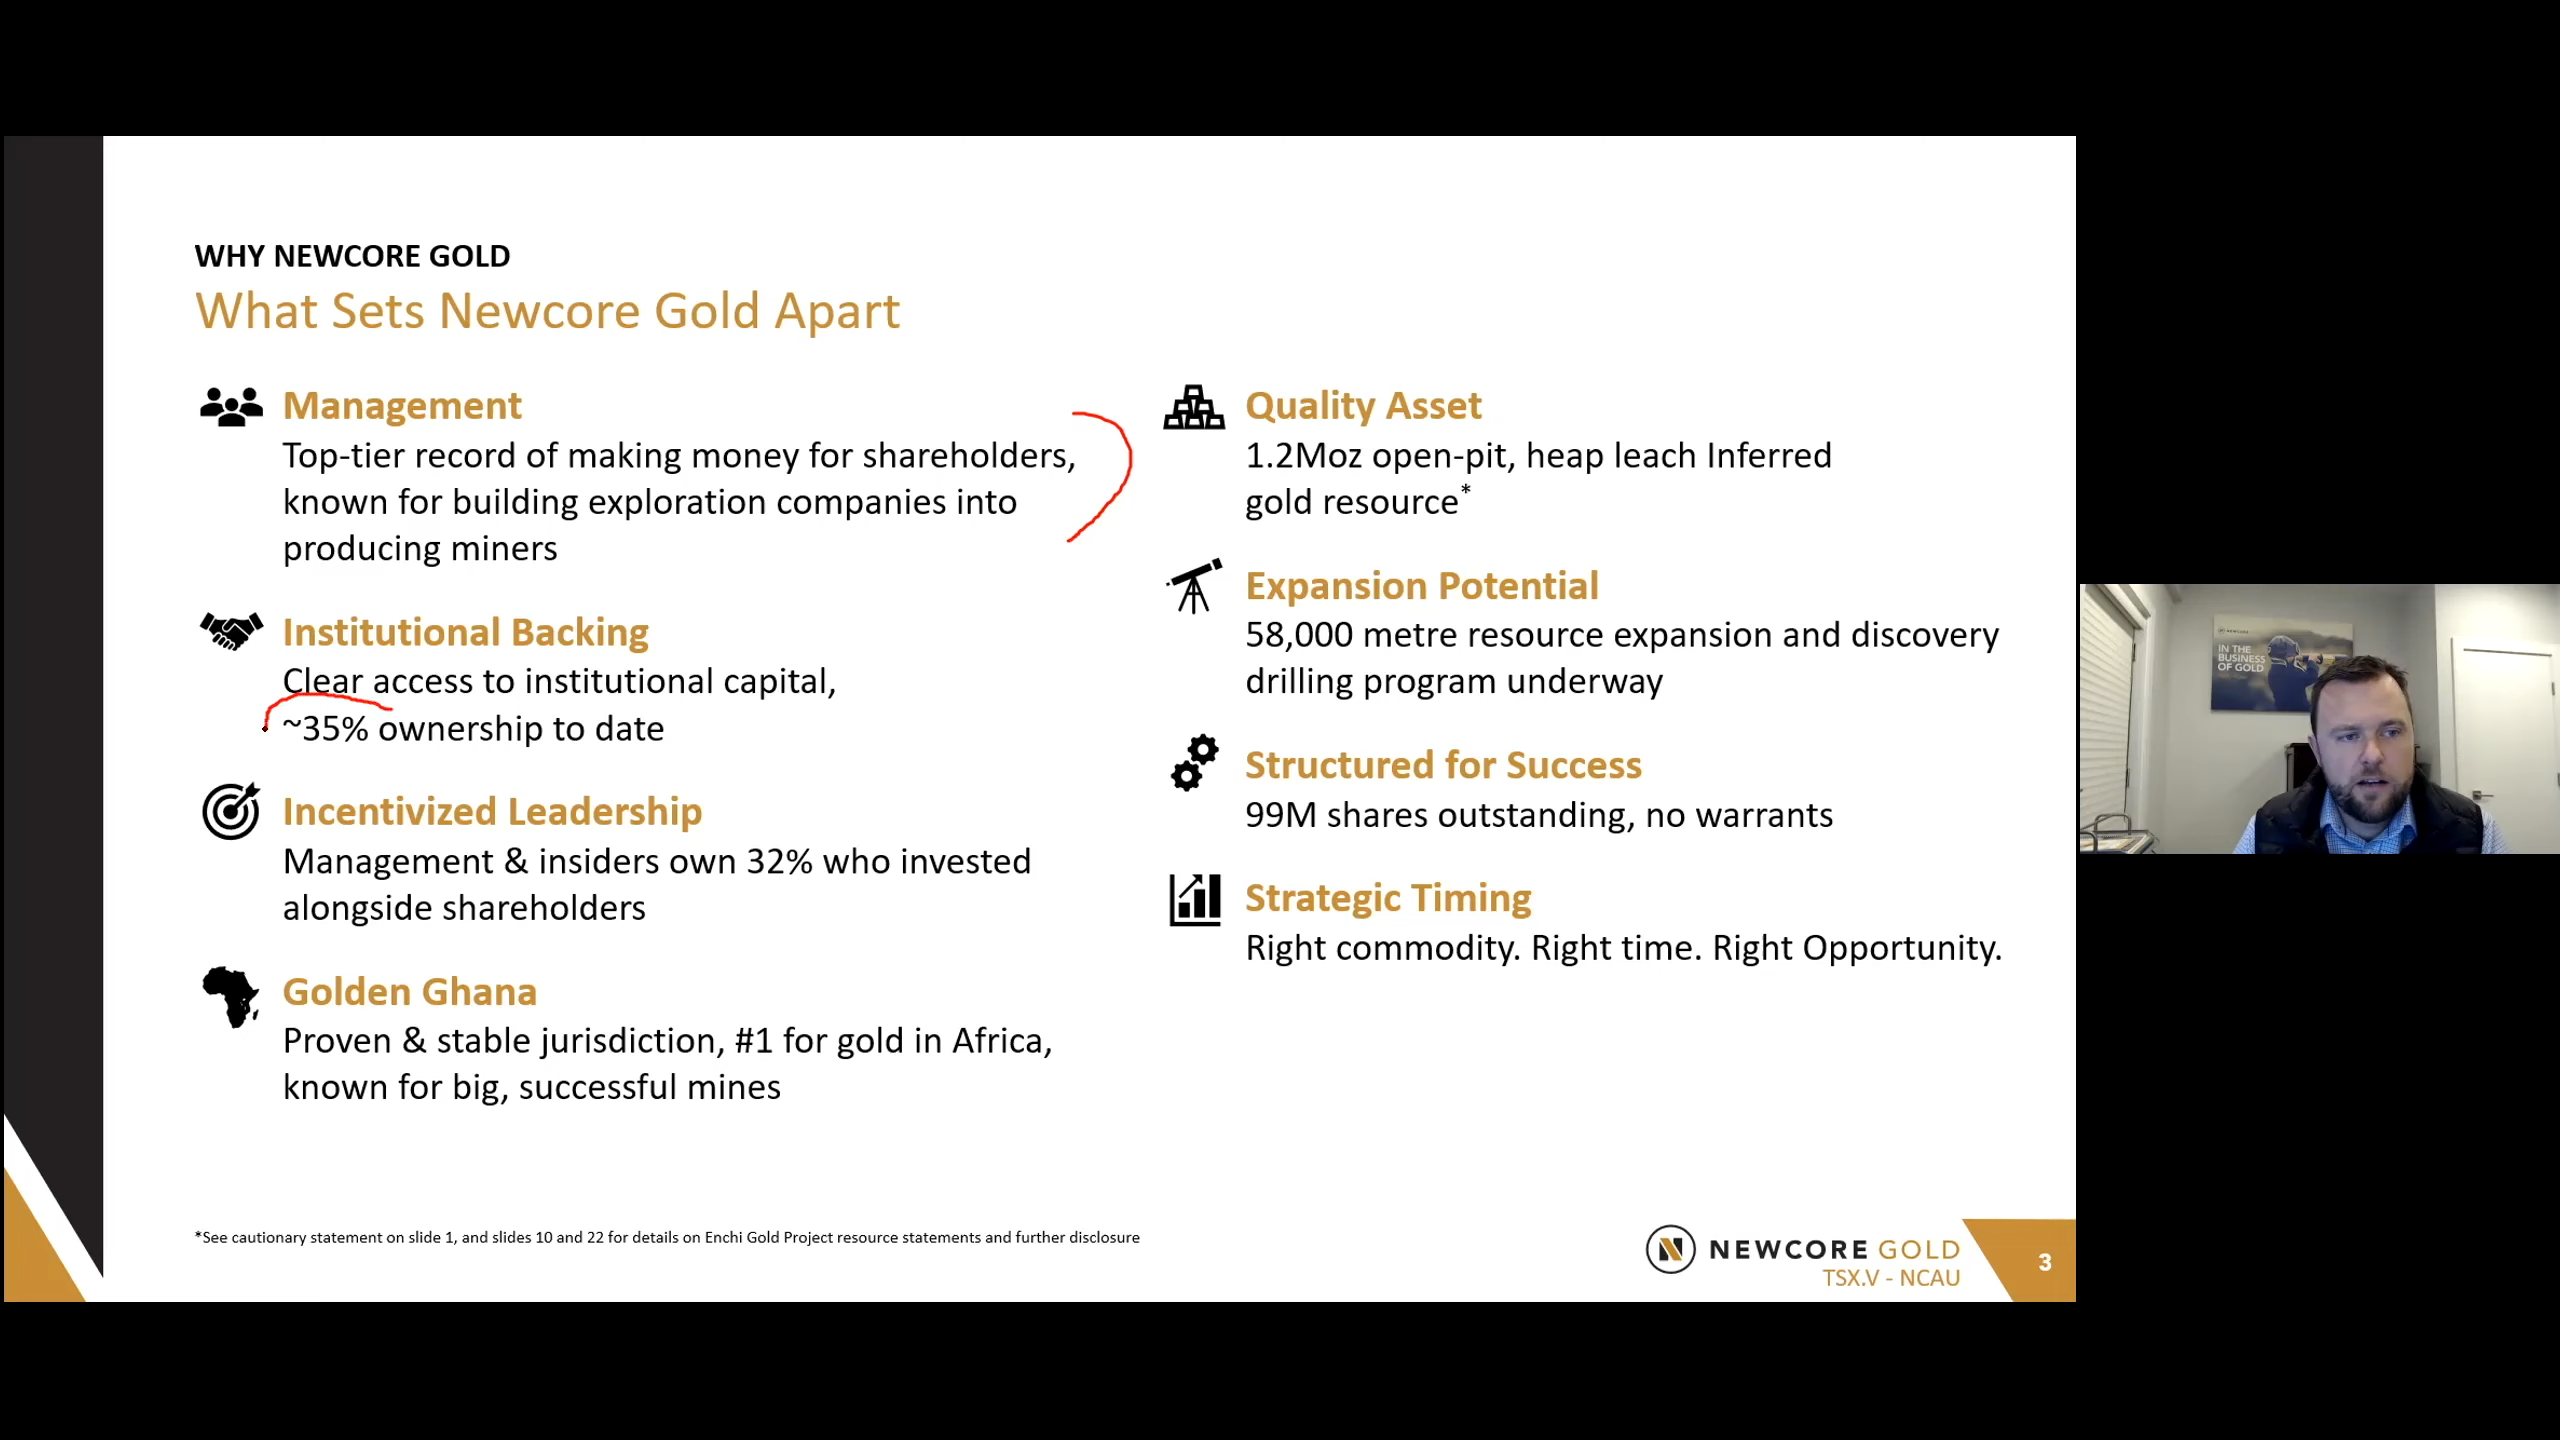 WHY NEWCORE GOLD
What Sets Newcore Gold Apart
Management
Top-tier record of making money for shareholders,
known for building exploration companies into
producing miners
Institutional Backing
Clear access to institutional capital,
~35% ownership to date
Incentivized Leadership
Management & insiders own 32% who invested
alongside shareholders
Golden Ghana
Proven & stable jurisdiction, #1 for gold in Africa,
known for big, successful mines
Quality Asset
1.2Moz open-pit, heap leach Inferred
gold resource*
Expansion Potential
58,000 metre resource expansion and discovery
drilling program underway
Structured for Success
99M shares outstanding, no warrants
Strategic Timing
Right commodity. Right time. Right Opportunity.
*See cautionary statement on slide 1, and slides 10 and 22 for details on Enchi Gold Project resource statements and further disclosure
NEWCORE GOLD
TSX.V - NCAU
3
NEWCORE
IN THE
BUSINESS
OF GOLD